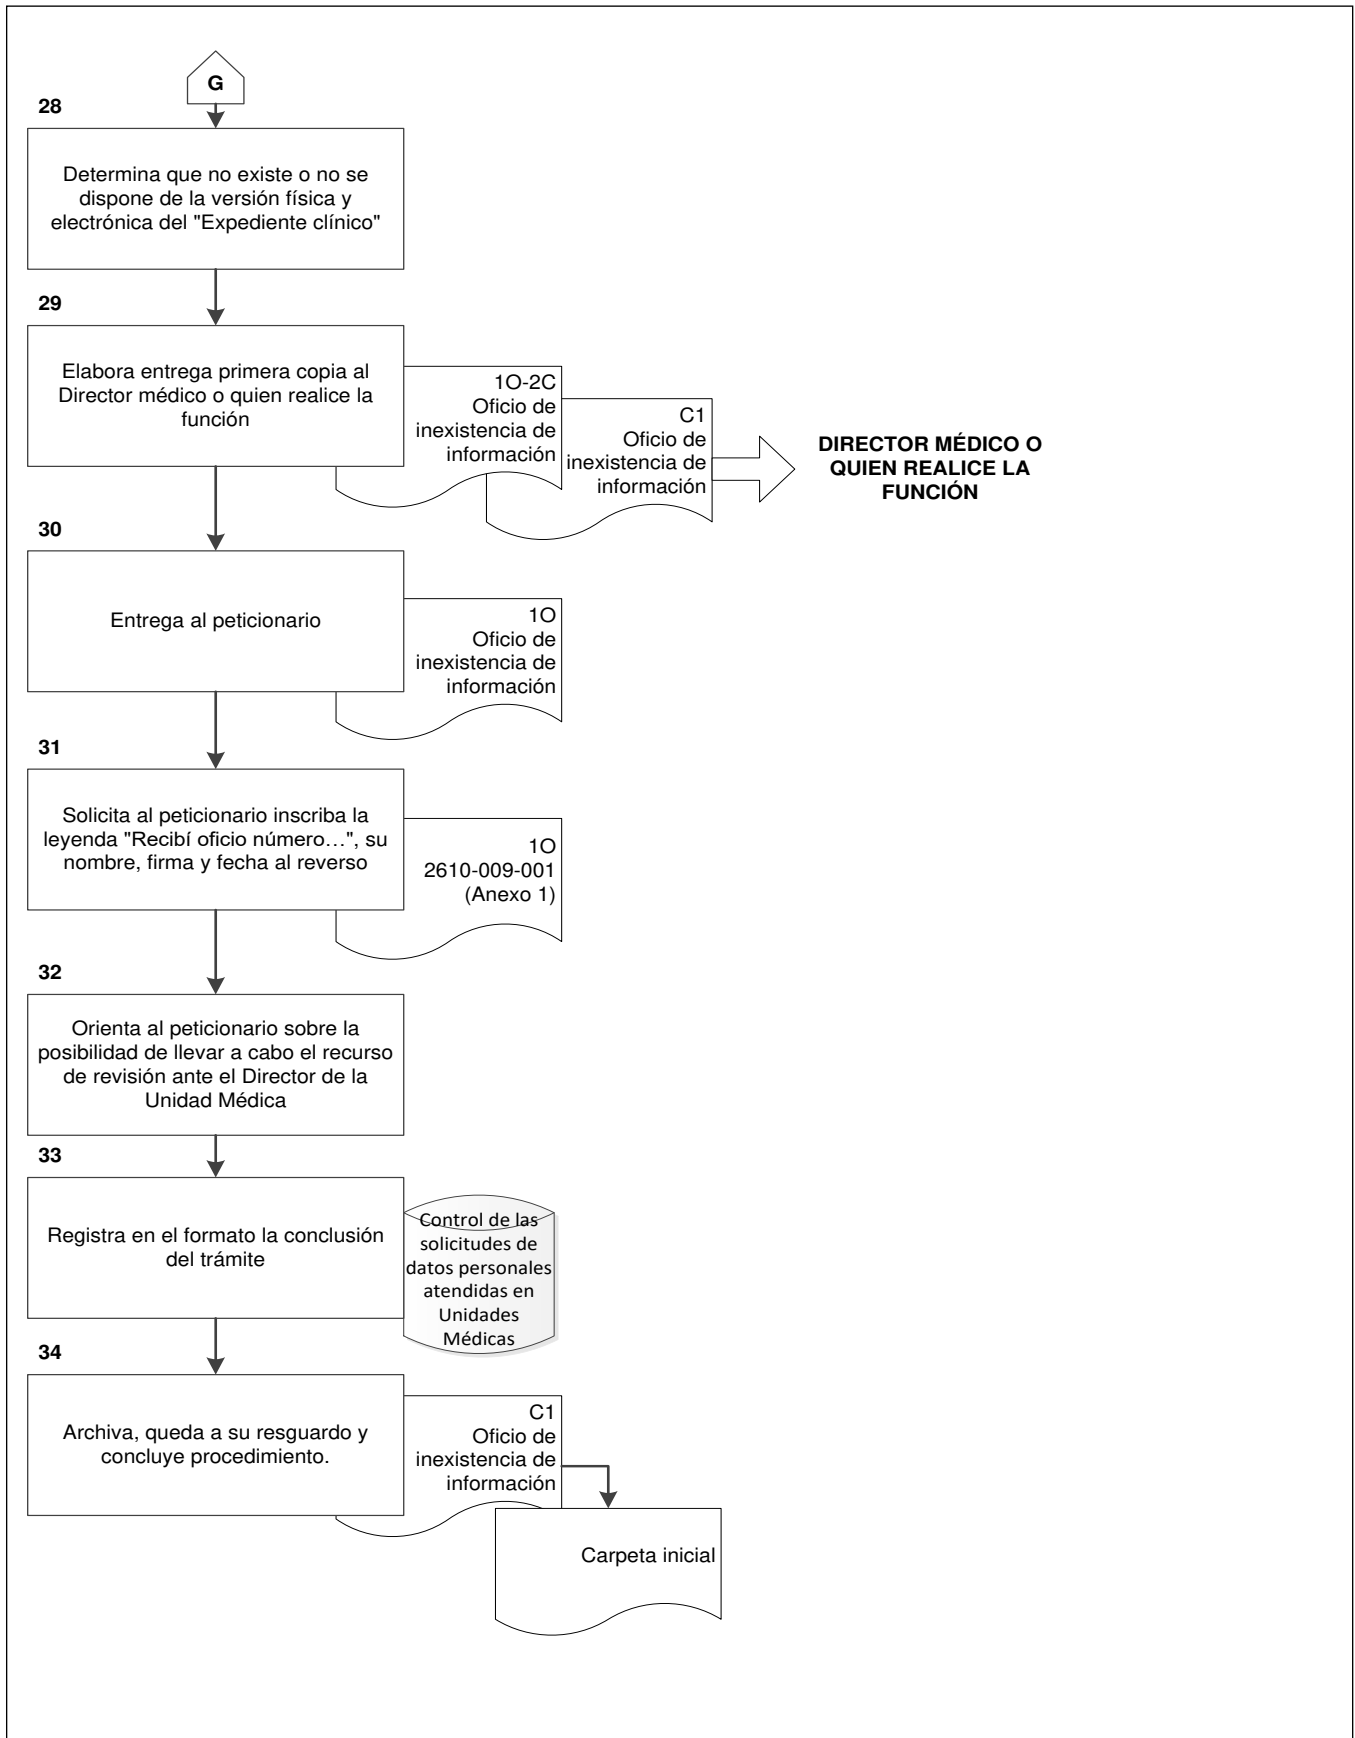 G
28
Determina que no existe o no se
dispone de la versión física y
electrónica del "Expediente clínico"
29
Elabora entrega primera copia al
Director médico o quien realice la
función
1O-2C
Oficio de
inexistencia de
información
C1
Oficio de
inexistencia de
información
DIRECTOR MÉDICO O
QUIEN REALICE LA
FUNCIÓN
30
Entrega al peticionario
1O
Oficio de
inexistencia de
información
31
Solicita al peticionario inscriba la
leyenda "Recibí oficio número…", su
nombre, firma y fecha al reverso
1O
2610-009-001
(Anexo 1)
32
Orienta al peticionario sobre la
posibilidad de llevar a cabo el recurso
de revisión ante el Director de la
Unidad Médica
33
Registra en el formato la conclusión
del trámite
Control de las
solicitudes de
datos personales
atendidas en
Unidades
Médicas
34
Archiva, queda a su resguardo y
concluye procedimiento.
C1
Oficio de
inexistencia de
información
Carpeta inicial